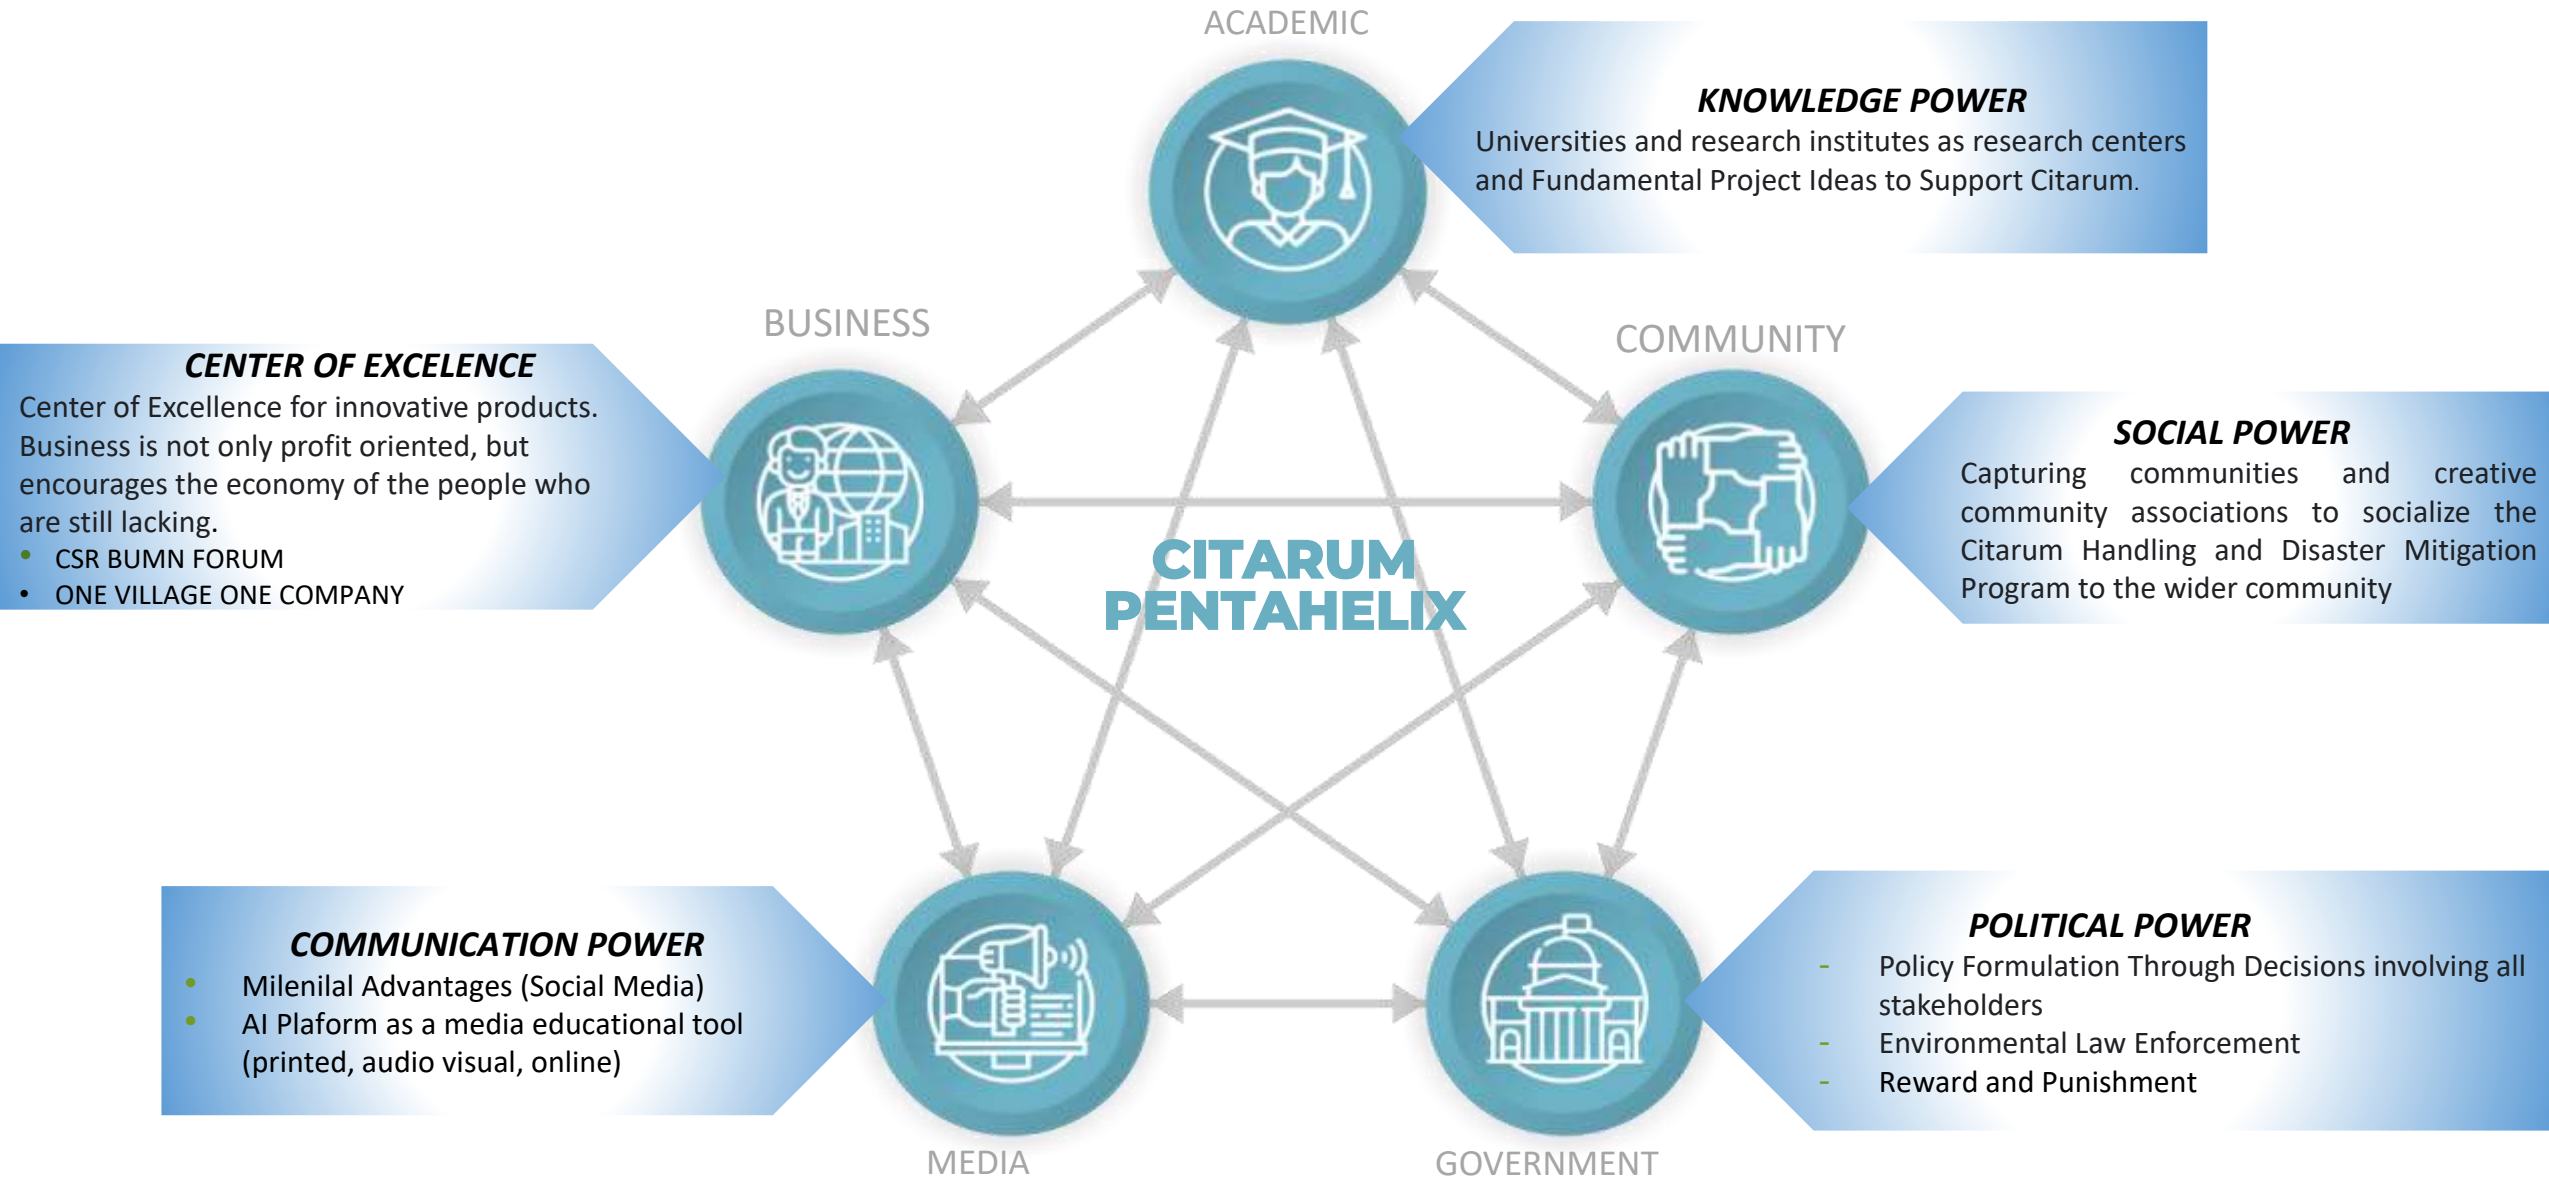 ACADEMIC
KNOWLEDGE POWER
Universities and research institutes as research centers
and Fundamental Project Ideas to Support Citarum.
BUSINESS
CENTER OF EXCELENCE
Center of Excellence for innovative products.
Business is not only profit oriented, but
encourages the economy of the people who
are still lacking.
• CSR BUMN FORUM
• ONE VILLAGE ONE COMPANY
COMMUNITY
SOCIAL POWER
Capturing communities and creative
community associations to socialize the
Citarum Handling and Disaster Mitigation
Program to the wider community
CITARUM
PENTAHELIX
COMMUNICATION POWER
• Milenilal Advantages (Social Media)
• AI Plaform as a media educational tool
(printed, audio visual, online)
MEDIA
POLITICAL POWER
- Policy Formulation Through Decisions involving all
stakeholders
- Environmental Law Enforcement
- Reward and Punishment
GOVERNMENT